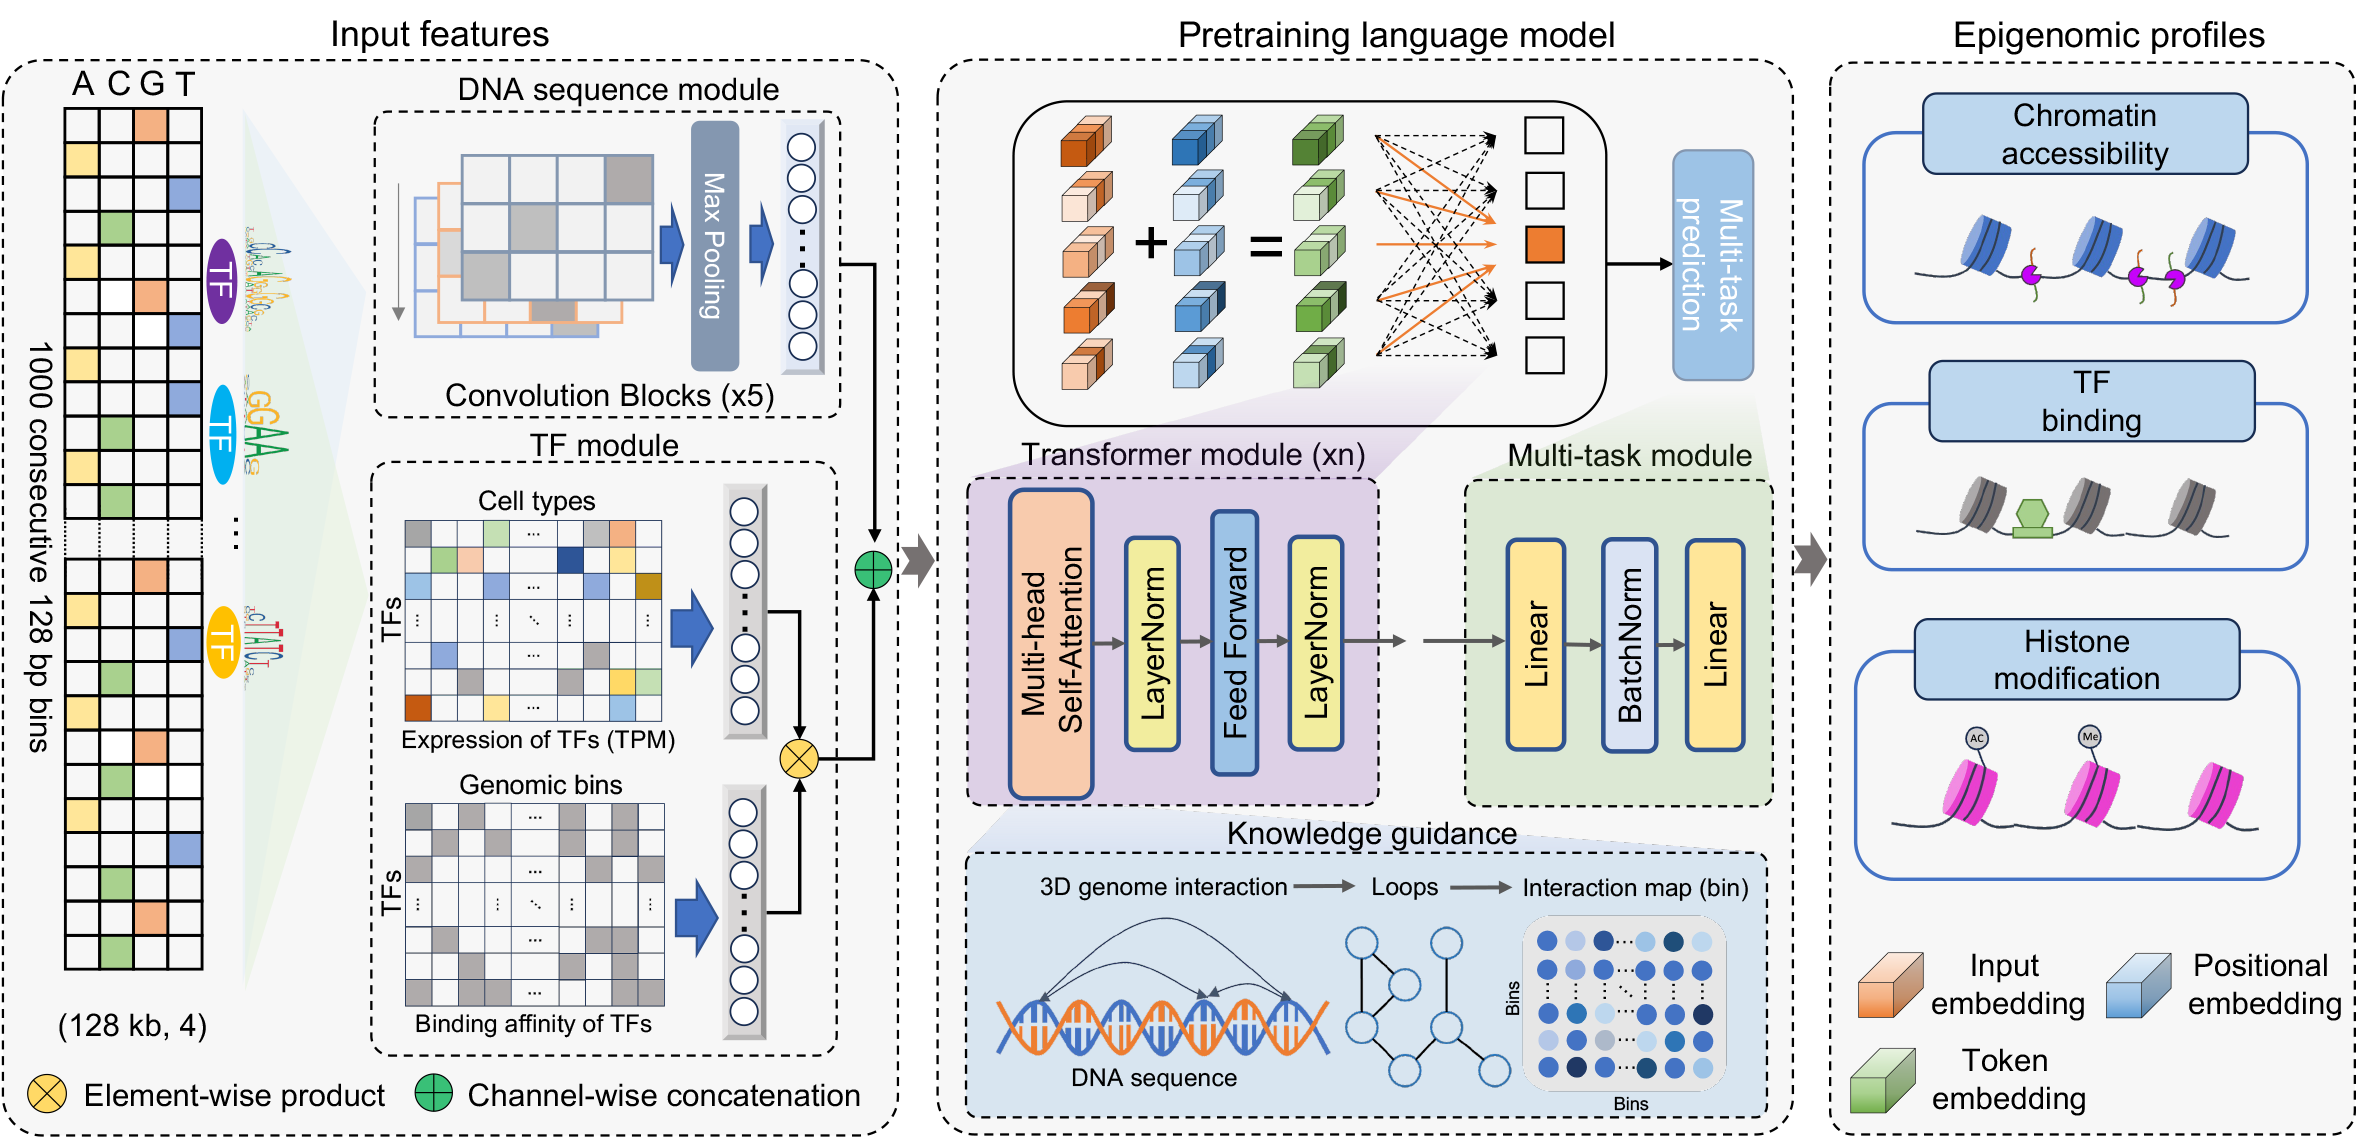 Input features
A C G T
1000 consecutive 128 bp bins
(128 kb, 4)
TF
TF
...
TF
DNA sequence module
Max Pooling
Convolution Blocks (x5)
TF module
Cell types
TFs
Expression of TFs (TPM)
Genomic bins
TFs
Binding affinity of TFs
Element-wise product
Channel-wise concatenation
Pretraining language model
+
=
Multi-task
prediction
Transformer module (xn)
Multi-head
Self-Attention
LayerNorm
Feed Forward
LayerNorm
Multi-task module
Linear
BatchNorm
Linear
Knowledge guidance
3D genome interaction
Loops
Interaction map (bin)
DNA sequence
Bins
Bins
Epigenomic profiles
Chromatin
accessibility
TF
binding
Histone
modification
AC
Me
Input
embedding
Positional
embedding
Token
embedding